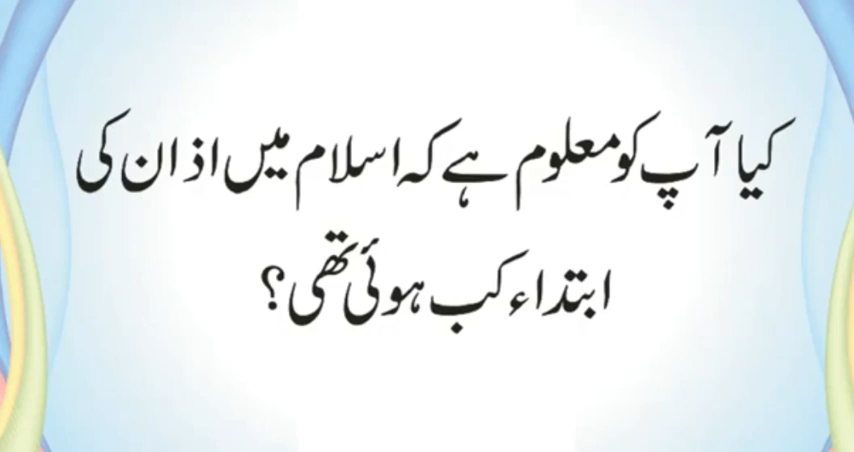 کیا آپ کو معلوم ہے کہ اسلام میں اذان کی
ابتداء کب ہوئی تھی؟